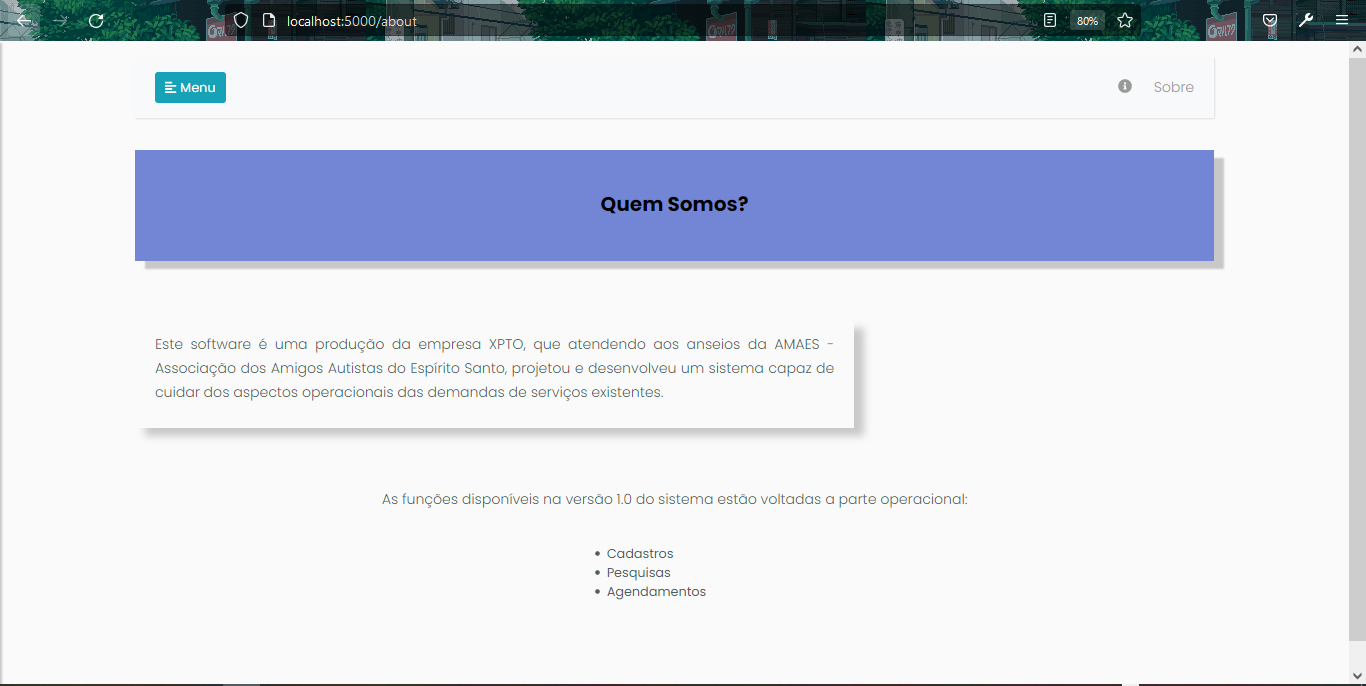 localhost:5000/about
80%
Menu
Sobre
Quem Somos?
Este software é uma produção da empresa XPTO, que atendendo aos anseios da AMAES -
Associação dos Amigos Autistas do Espírito Santo, projetou e desenvolveu um sistema capaz de
cuidar dos aspectos operacionais das demandas de serviços existentes.
As funções disponíveis na versão 1.0 do sistema estão voltadas a parte operacional:
• Cadastros
• Pesquisas
• Agendamentos